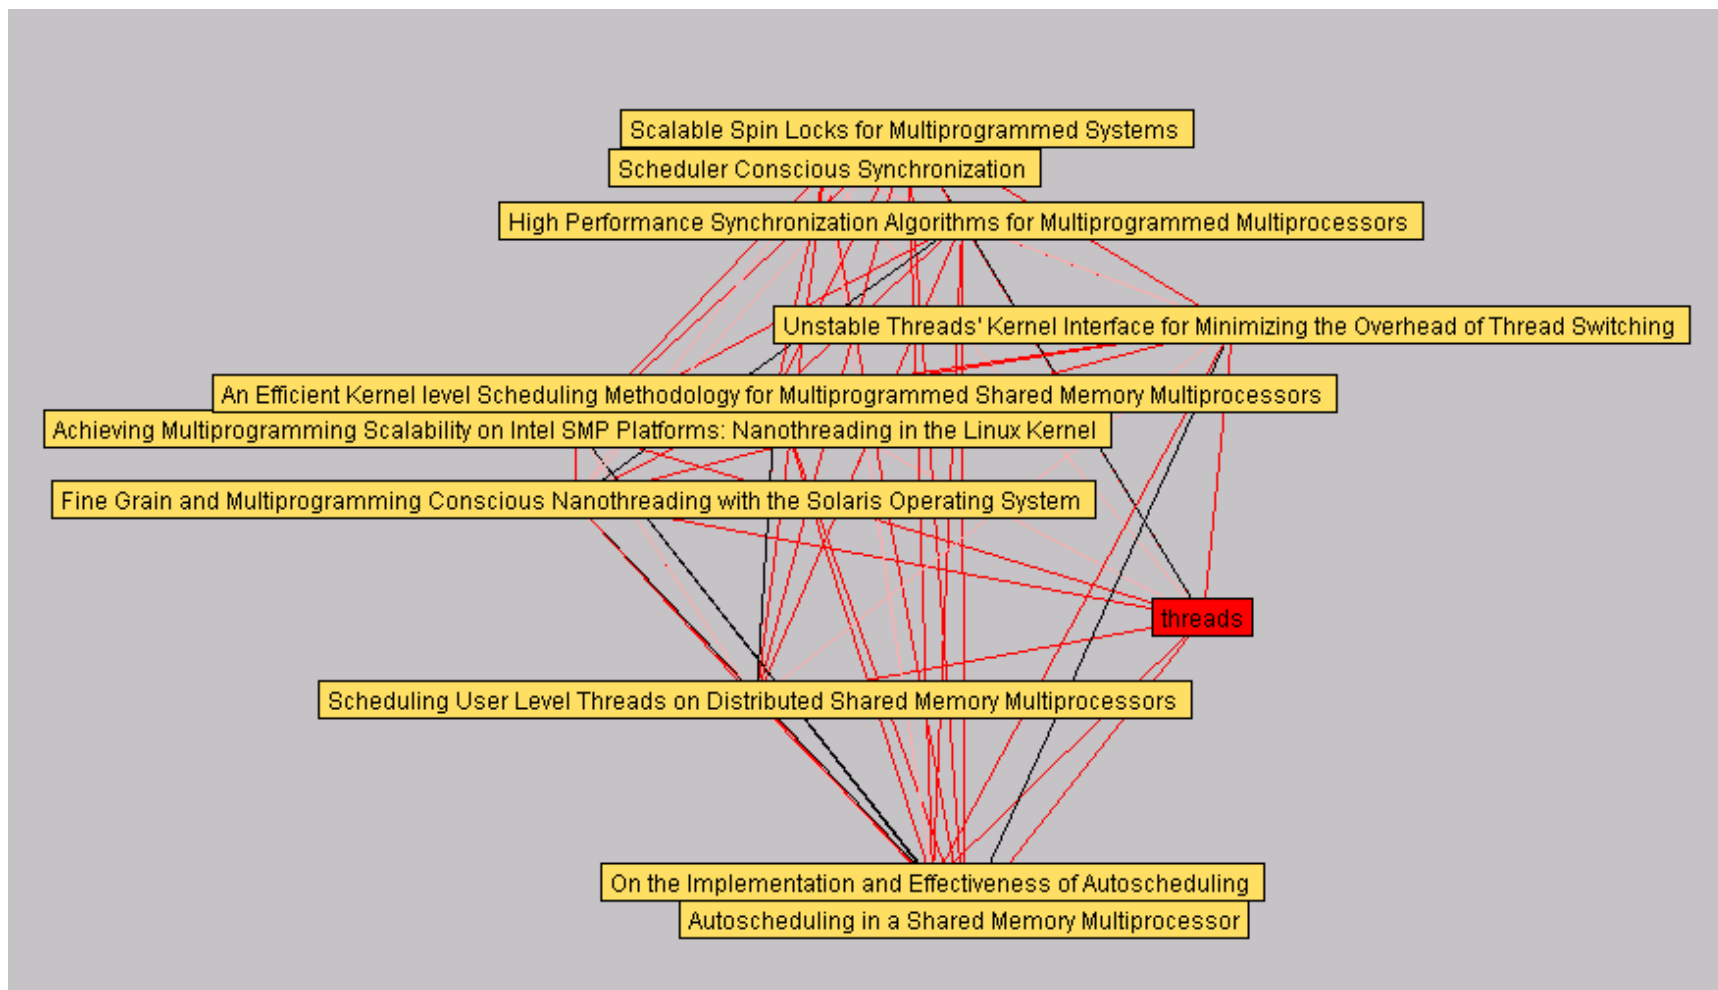 Scalable Spin Locks for Multiprogrammed Systems
Scheduler Conscious Synchronization
High Performance Synchronization Algorithms for Multiprogrammed Multiprocessors
Unstable Threads' Kernel Interface for Minimizing the Overhead of Thread Switching
An Efficient Kernel level Scheduling Methodology for Multiprogrammed Shared Memory Multiprocessors
Achieving Multiprogramming Scalability on Intel SMP Platforms: Nanothreading in the Linux Kernel
Fine Grain and Multiprogramming Conscious Nanothreading with the Solaris Operating System
threads
Scheduling User Level Threads on Distributed Shared Memory Multiprocessors
On the Implementation and Effectiveness of Autoscheduling
Autoscheduling in a Shared Memory Multiprocessor